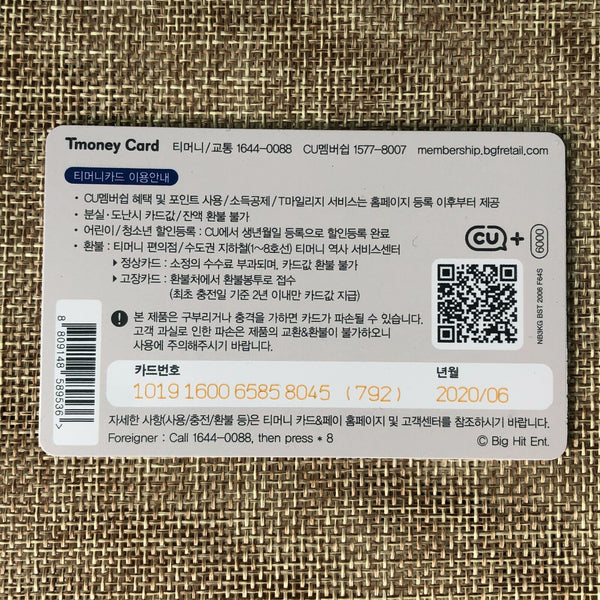 Tmoney Card 티머니/교통 1644-0088 CU멤버쉽 1577-8007 membership.bgfretail.com
티머니카드 이용안내
• CU멤버쉽 혜택 및 포인트 사용/소득공제/T마일리지 서비스는 홈페이지 등록 이후부터 제공
• 분실·도난시 카드값/잔액 환불 불가
• 어린이/청소년 할인등록 : CU에서 생년월일 등록으로 할인등록 완료
• 환불 : 티머니 편의점/수도권 지하철(1~8호선) 티머니 역사 서비스센터
▸정상카드 : 소정의 수수료 부과되며, 카드값 환불 불가
▸고장카드 : 환불처에서 환불봉투로 접수
(최초 충전일 기준 2년 이내만 카드값 지급)
CU + 6000
NB3KG BST 2006 F64S
! 본 제품은 구부리거나 충격을 가하면 카드가 파손될 수 있습니다.
고객 과실로 인한 파손은 제품의 교환&환불이 불가하오니
사용에 주의해주시기 바랍니다.
8 809148 589536 >
카드번호 년월
1019 1600 6585 8045 (792) 2020/06
자세한 사항(사용/충전/환불 등)은 티머니 카드&페이 홈페이지 및 고객센터를 참조하시기 바랍니다.
Foreigner : Call 1644-0088, then press * 8
© Big Hit Ent.